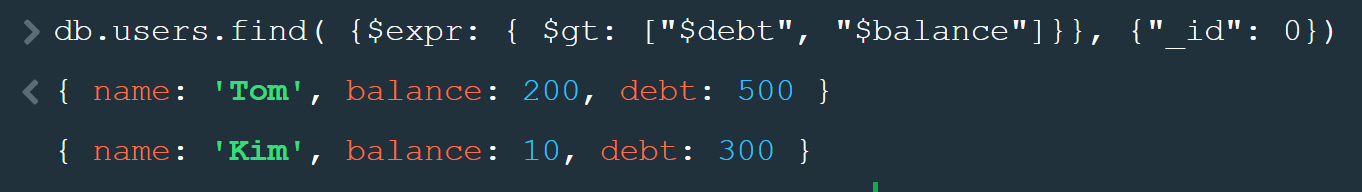 > db.users.find( {$expr: { $gt: ["$debt", "$balance"]}}, {"_id": 0})
< { name: 'Tom', balance: 200, debt: 500 }
{ name: 'Kim', balance: 10, debt: 300 }